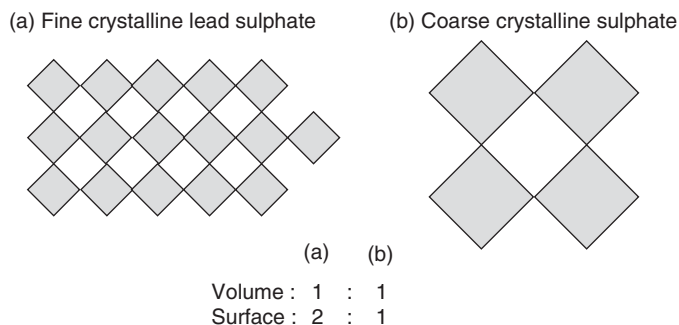 (a) Fine crystalline lead sulphate
(b) Coarse crystalline sulphate
(a) (b)
Volume : 1 : 1
Surface : 2 : 1